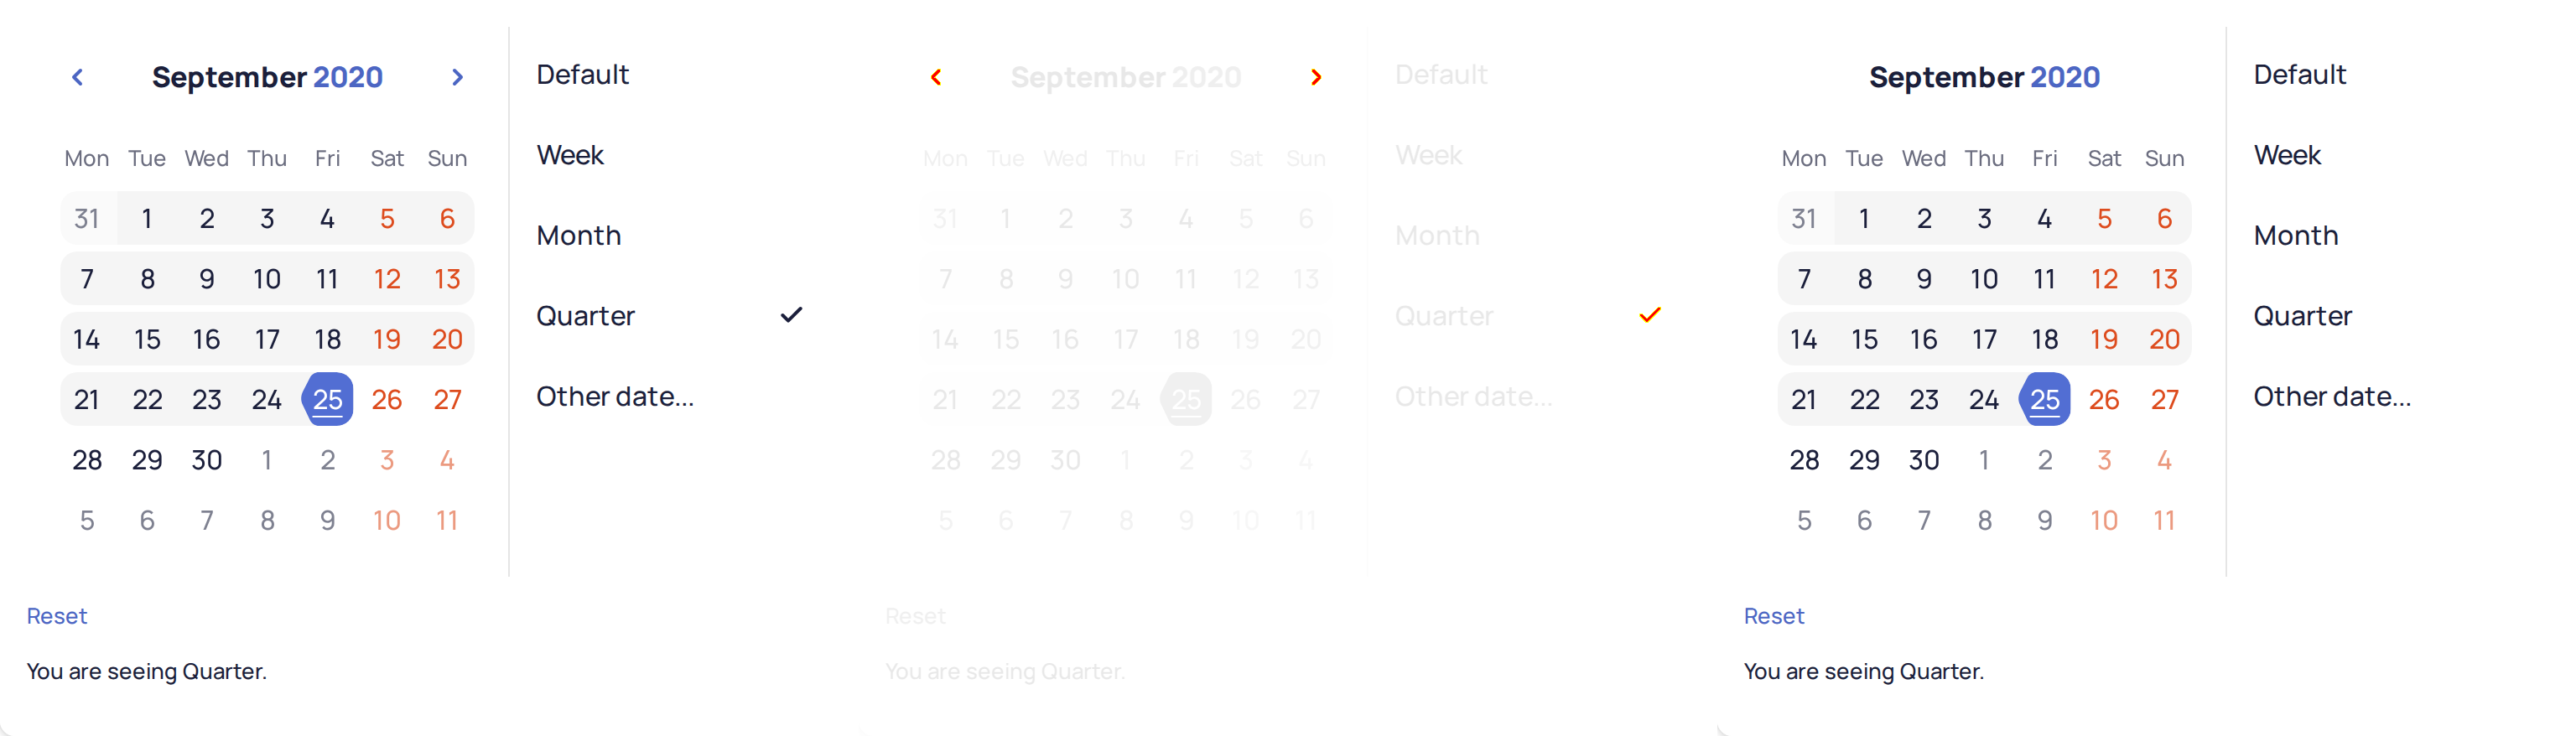 September 2020
Mon Tue Wed Thu Fri Sat Sun
31 1 2 3 4 5 6
7 8 9 10 11 12 13
14 15 16 17 18 19 20
21 22 23 24 25 26 27
28 29 30 1 2 3 4
5 6 7 8 9 10 11
Default
Week
Month
Quarter
Other date...
Reset
You are seeing Quarter.
September 2020
Mon Tue Wed Thu Fri Sat Sun
31 1 2 3 4 5 6
7 8 9 10 11 12 13
14 15 16 17 18 19 20
21 22 23 24 25 26 27
28 29 30 1 2 3 4
5 6 7 8 9 10 11
Default
Week
Month
Quarter
Other date...
Reset
You are seeing Quarter.
September 2020
Mon Tue Wed Thu Fri Sat Sun
31 1 2 3 4 5 6
7 8 9 10 11 12 13
14 15 16 17 18 19 20
21 22 23 24 25 26 27
28 29 30 1 2 3 4
5 6 7 8 9 10 11
Default
Week
Month
Quarter
Other date...
Reset
You are seeing Quarter.